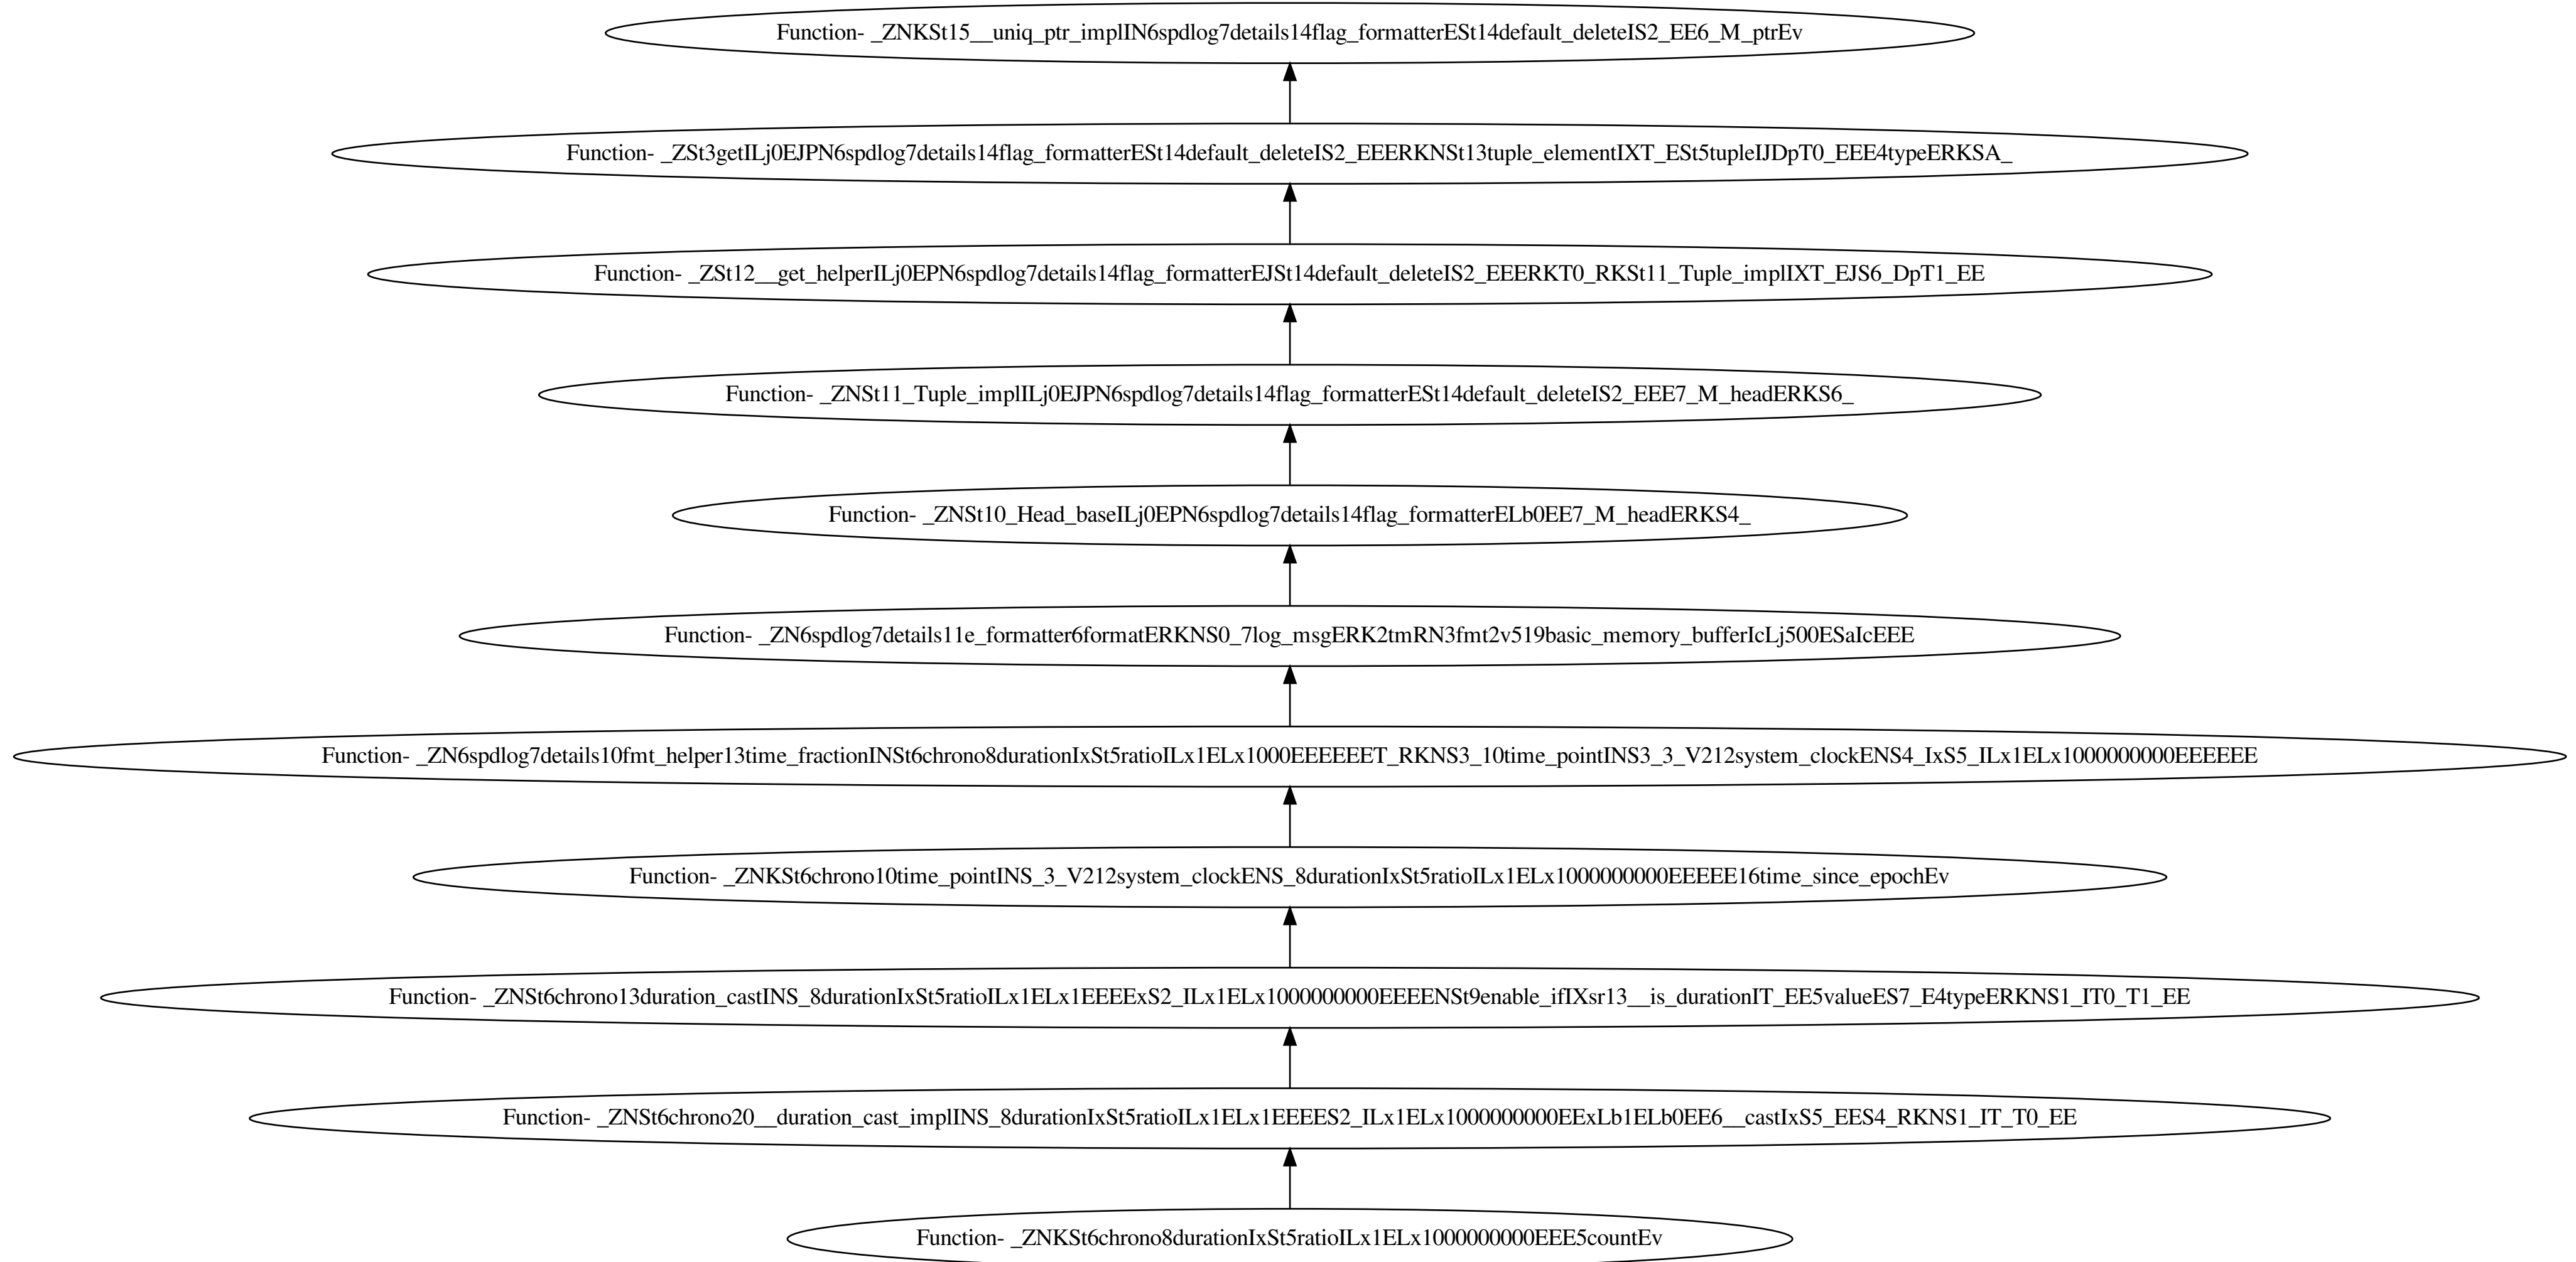 Function- _ZNKSt15__uniq_ptr_implIN6spdlog7details14flag_formatterESt14default_deleteIS2_EE6_M_ptrEv
Function- _ZSt3getILj0EJPN6spdlog7details14flag_formatterESt14default_deleteIS2_EEERKNSt13tuple_elementIXT_ESt5tupleIJDpT0_EEE4typeERKSA_
Function- _ZSt12__get_helperILj0EPN6spdlog7details14flag_formatterEJSt14default_deleteIS2_EEERKT0_RKSt11_Tuple_implIXT_EJS6_DpT1_EE
Function- _ZNSt11_Tuple_implILj0EJPN6spdlog7details14flag_formatterESt14default_deleteIS2_EEE7_M_headERKS6_
Function- _ZNSt10_Head_baseILj0EPN6spdlog7details14flag_formatterELb0EE7_M_headERKS4_
Function- _ZN6spdlog7details11e_formatter6formatERKNS0_7log_msgERK2tmRN3fmt2v519basic_memory_bufferIcLj500ESaIcEEE
Function- _ZN6spdlog7details10fmt_helper13time_fractionINSt6chrono8durationIxSt5ratioILx1ELx1000EEEEEET_RKNS3_10time_pointINS3_3_V212system_clockENS4_IxS5_ILx1ELx1000000000EEEEEE
Function- _ZNKSt6chrono10time_pointINS_3_V212system_clockENS_8durationIxSt5ratioILx1ELx1000000000EEEEE16time_since_epochEv
Function- _ZNSt6chrono13duration_castINS_8durationIxSt5ratioILx1ELx1EEEExS2_ILx1ELx1000000000EEEENSt9enable_ifIXsr13__is_durationIT_EE5valueES7_E4typeERKNS1_IT0_T1_EE
Function- _ZNSt6chrono20__duration_cast_implINS_8durationIxSt5ratioILx1ELx1EEEES2_ILx1ELx1000000000EExLb1ELb0EE6__castIxS5_EES4_RKNS1_IT_T0_EE
Function- _ZNKSt6chrono8durationIxSt5ratioILx1ELx1000000000EEE5countEv